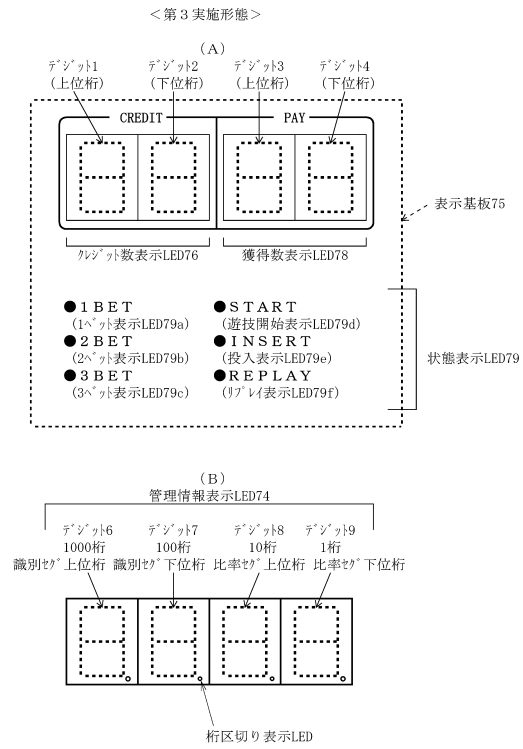 ＜第３実施形態＞
（Ａ）
ﾃﾞｼﾞｯﾄ1 ﾃﾞｼﾞｯﾄ2 ﾃﾞｼﾞｯﾄ3 ﾃﾞｼﾞｯﾄ4
（上位桁） （下位桁） （上位桁） （下位桁）
CREDIT PAY
表示基板75
ｸﾚｼﾞｯﾄ数表示LED76 獲得数表示LED78
●１ＢＥＴ ●ＳＴＡＲＴ
（1ﾍﾞｯﾄ表示LED79a） （遊技開始表示LED79d）
●２ＢＥＴ ●ＩＮＳＥＲＴ
（2ﾍﾞｯﾄ表示LED79b） （投入表示LED79e）
状態表示LED79
●３ＢＥＴ ●ＲＥＰＬＡＹ
（3ﾍﾞｯﾄ表示LED79c） （ﾘﾌﾟﾚｲ表示LED79f）
（Ｂ）
管理情報表示LED74
ﾃﾞｼﾞｯﾄ6 ﾃﾞｼﾞｯﾄ7 ﾃﾞｼﾞｯﾄ8 ﾃﾞｼﾞｯﾄ9
1000桁 100桁 10桁 1桁
識別ｾｸﾞ上位桁 識別ｾｸﾞ下位桁 比率ｾｸﾞ上位桁 比率ｾｸﾞ下位桁
桁区切り表示LED